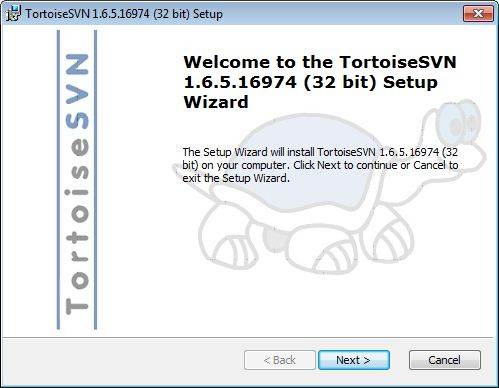 TortoiseSVN 1.6.5.16974 (32 bit) Setup
TortoiseSVN
Welcome to the TortoiseSVN
1.6.5.16974 (32 bit) Setup
Wizard
The Setup Wizard will install TortoiseSVN 1.6.5.16974 (32
bit) on your computer. Click Next to continue or Cancel to
exit the Setup Wizard.
< Back
Next >
Cancel